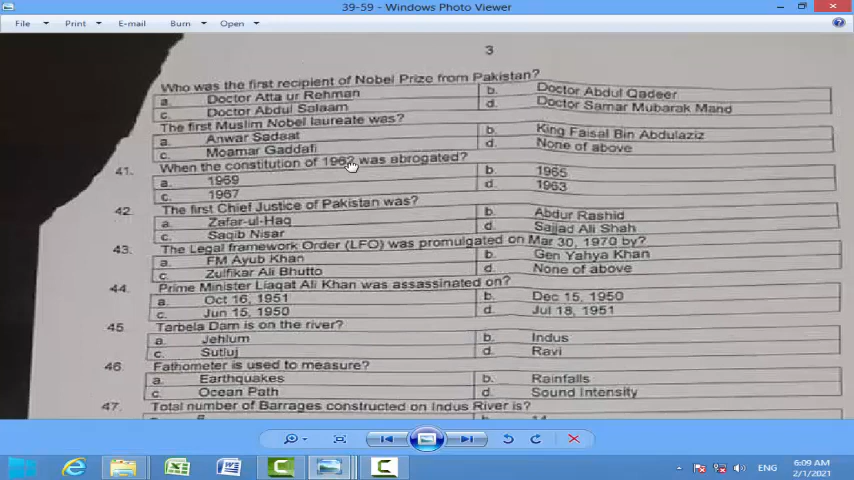 39-59 - Windows Photo Viewer
File Print E-mail Burn Open
3
Who was the first recipient of Nobel Prize from Pakistan?
a. Doctor Atta ur Rehman b. Doctor Abdul Qadeer
c. Doctor Abdul Salaam d. Doctor Samar Mubarak Mand
The first Muslim Nobel laureate was?
a. Anwar Sadaat b. King Faisal Bin Abdulaziz
c. Moamar Gaddafi d. None of above
41. When the constitution of 1962 was abrogated?
a. 1969 b. 1965
c. 1967 d. 1963
42. The first Chief Justice of Pakistan was?
a. Zafar-ul-Haq b. Abdur Rashid
c. Saqib Nisar d. Sajjad Ali Shah
43. The Legal framework Order (LFO) was promulgated on Mar 30, 1970 by?
a. FM Ayub Khan b. Gen Yahya Khan
c. Zulfikar Ali Bhutto d. None of above
44. Prime Minister Liaqat Ali Khan was assassinated on?
a. Oct 16, 1951 b. Dec 15, 1950
c. Jun 15, 1950 d. Jul 18, 1951
45. Tarbela Dam is on the river?
a. Jehlum b. Indus
c. Sutluj d. Ravi
46. Fathometer is used to measure?
a. Earthquakes b. Rainfalls
c. Ocean Path d. Sound Intensity
47. Total number of Barrages constructed on Indus River is?
ENG
6:09 AM
2/1/2021